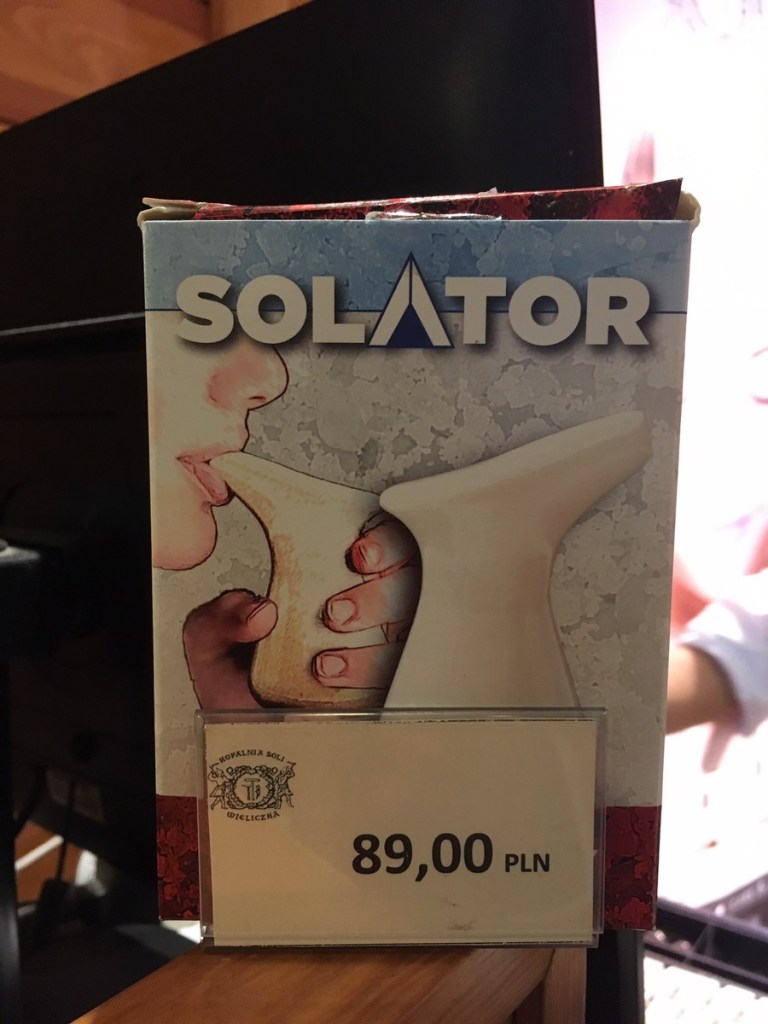 SOLATOR
KOPALNIA SOLI
WIELICZKA
89,00 PLN